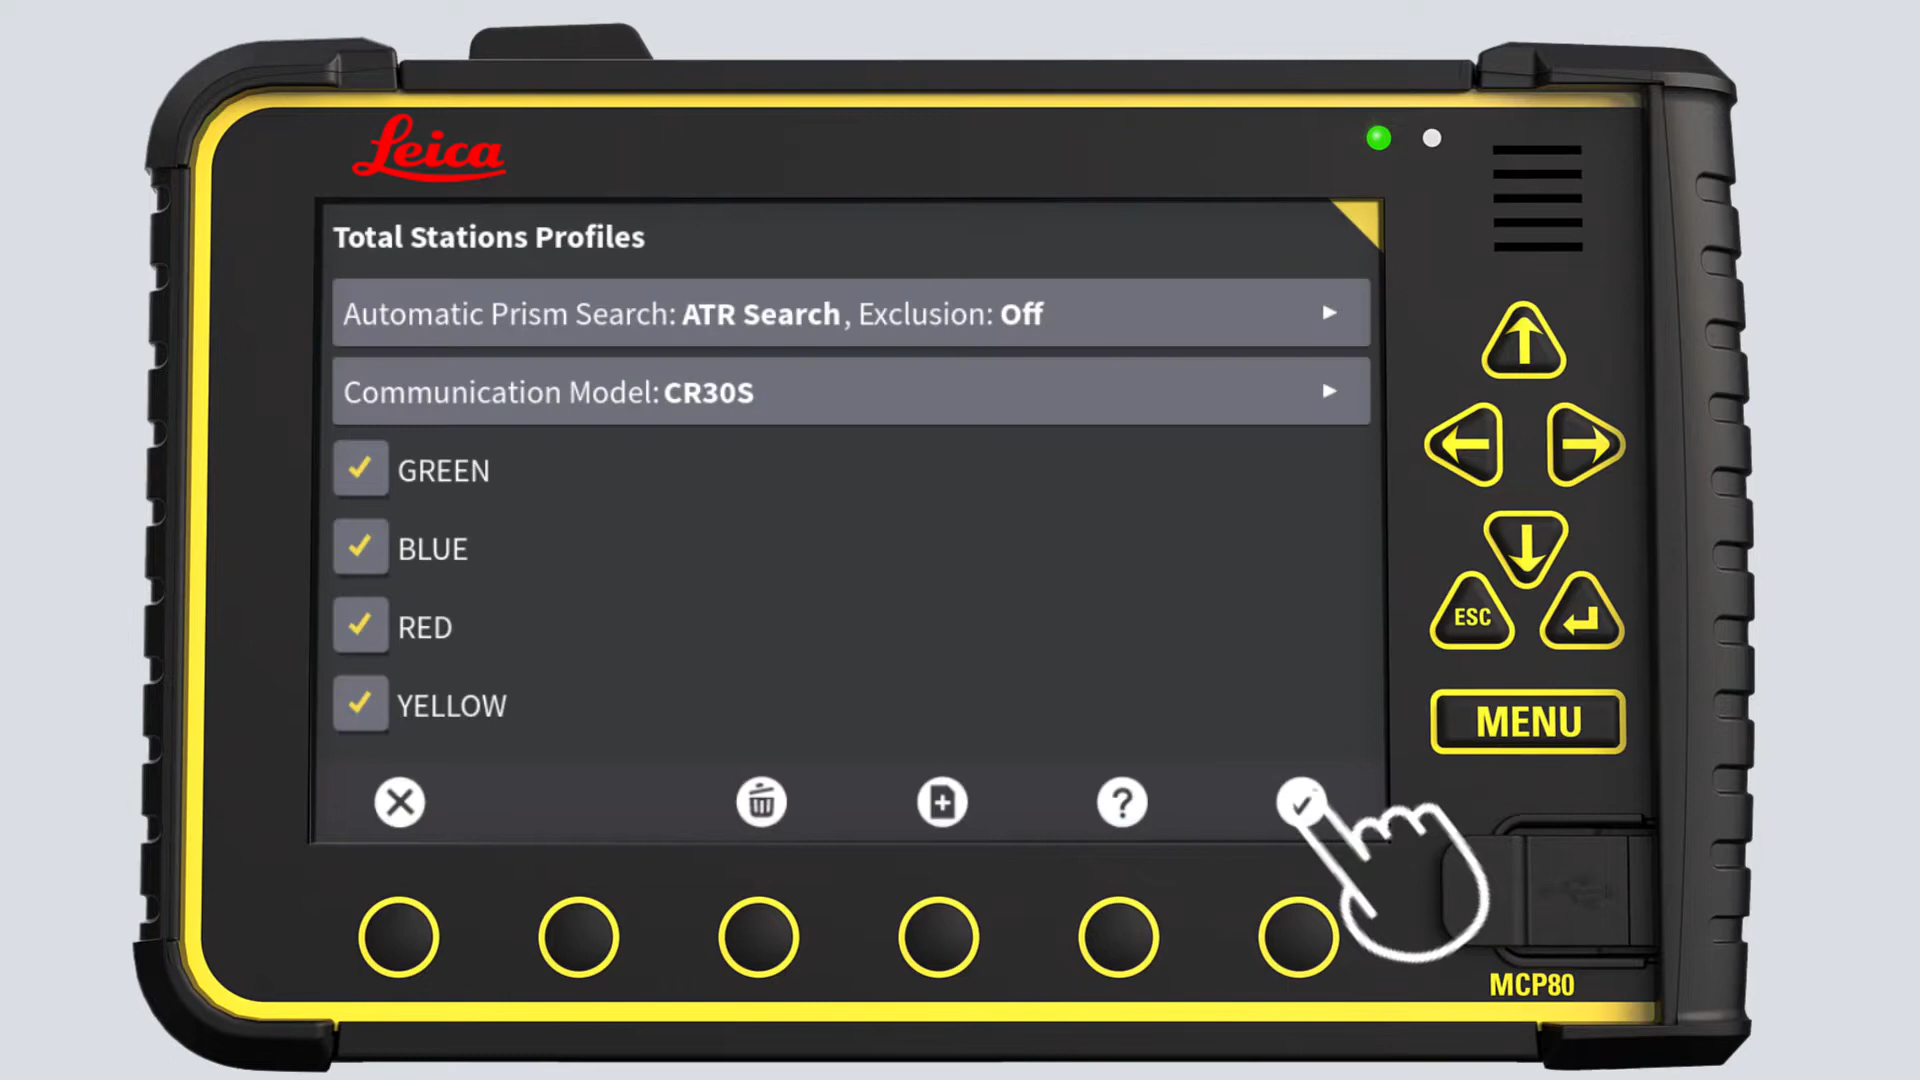 Leica
Total Stations Profiles
Automatic Prism Search: ATR Search, Exclusion: Off
Communication Model: CR30S
GREEN
BLUE
RED
YELLOW
?
ESC
MENU
MCP80